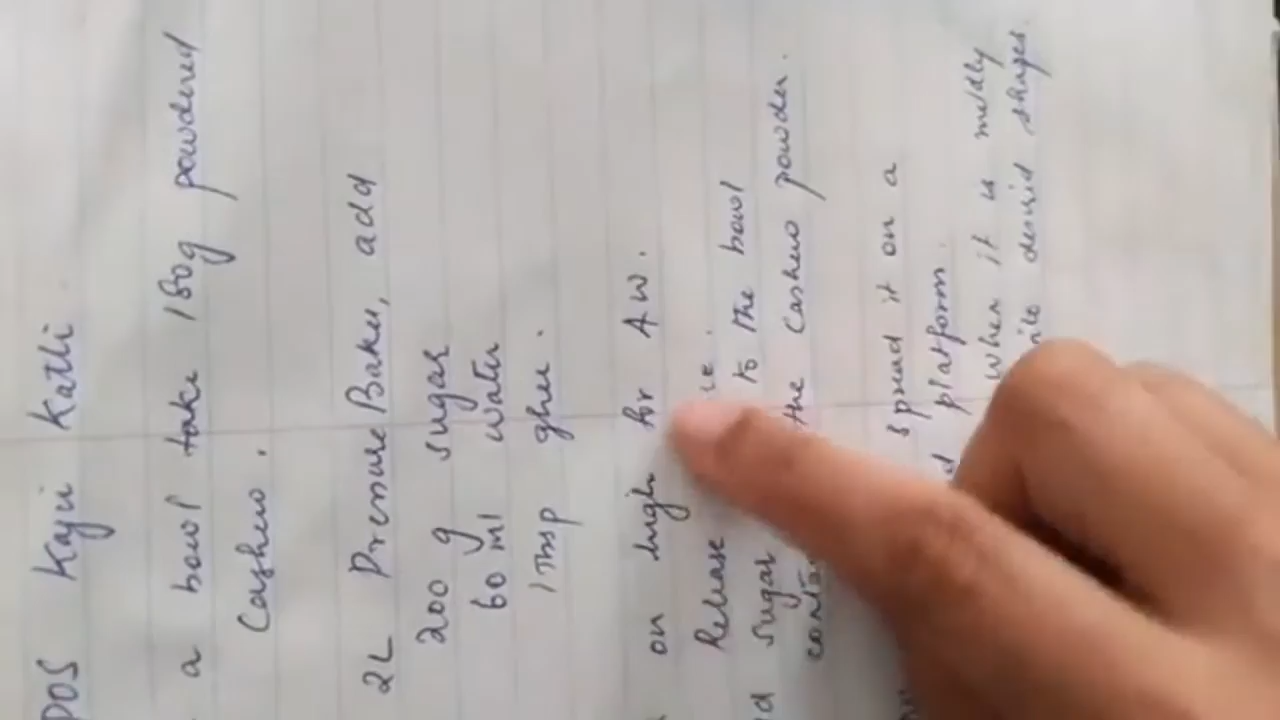 POS Kaju Katli
a bowl take 180g powdered
Cashew.
2L Pressure Baker, add
200 g sugar
60 ml water
1 Tbsp ghee.
on high for 4W.
Release
sugar to the bowl
the cashew powder.
spread it on a
platform.
when it is mildly
desired shapes